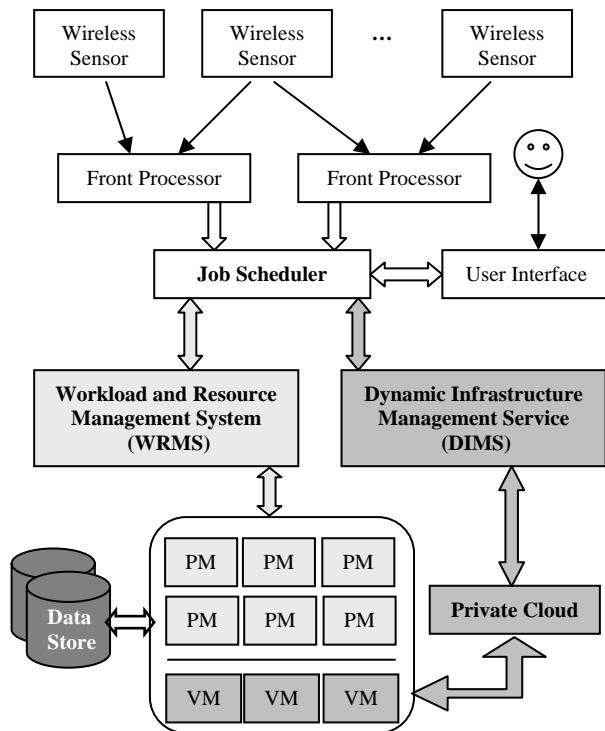 Wireless
Sensor
Wireless
Sensor
...
Wireless
Sensor
Front Processor
Front Processor
Job Scheduler
User Interface
Workload and Resource
Management System
(WRMS)
Dynamic Infrastructure
Management Service
(DIMS)
PM PM PM
PM PM PM
Data
Store
Private Cloud
VM VM VM